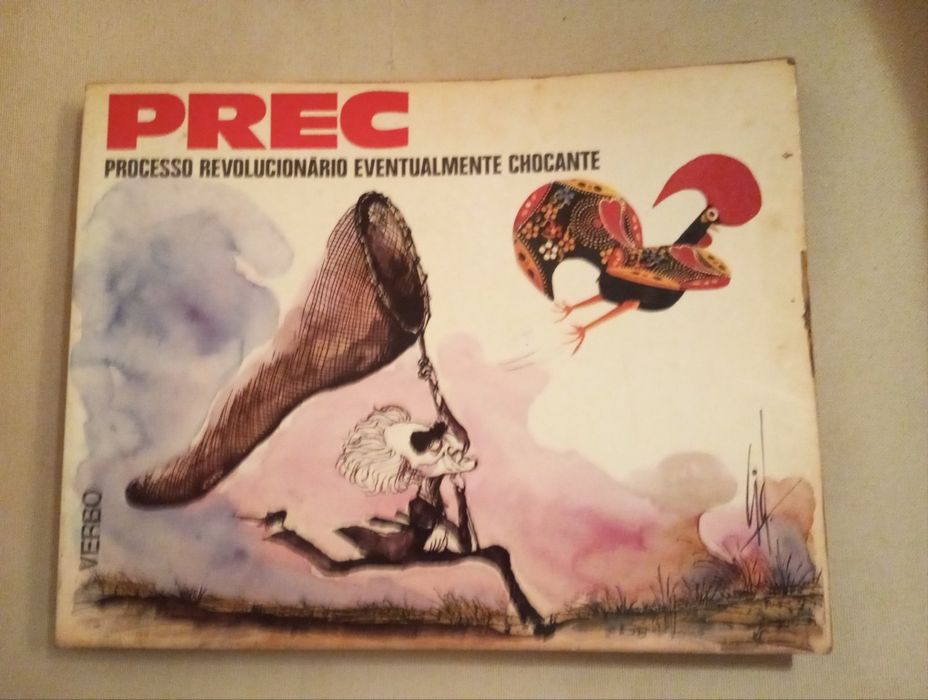 PREC
PROCESSO REVOLUCIONÁRIO EVENTUALMENTE CHOCANTE
VERBO